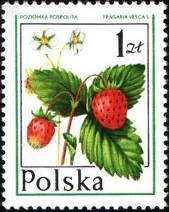 POZIOMKA POSPOLITA
FRAGARIA VESCA L.
1zł
Polska